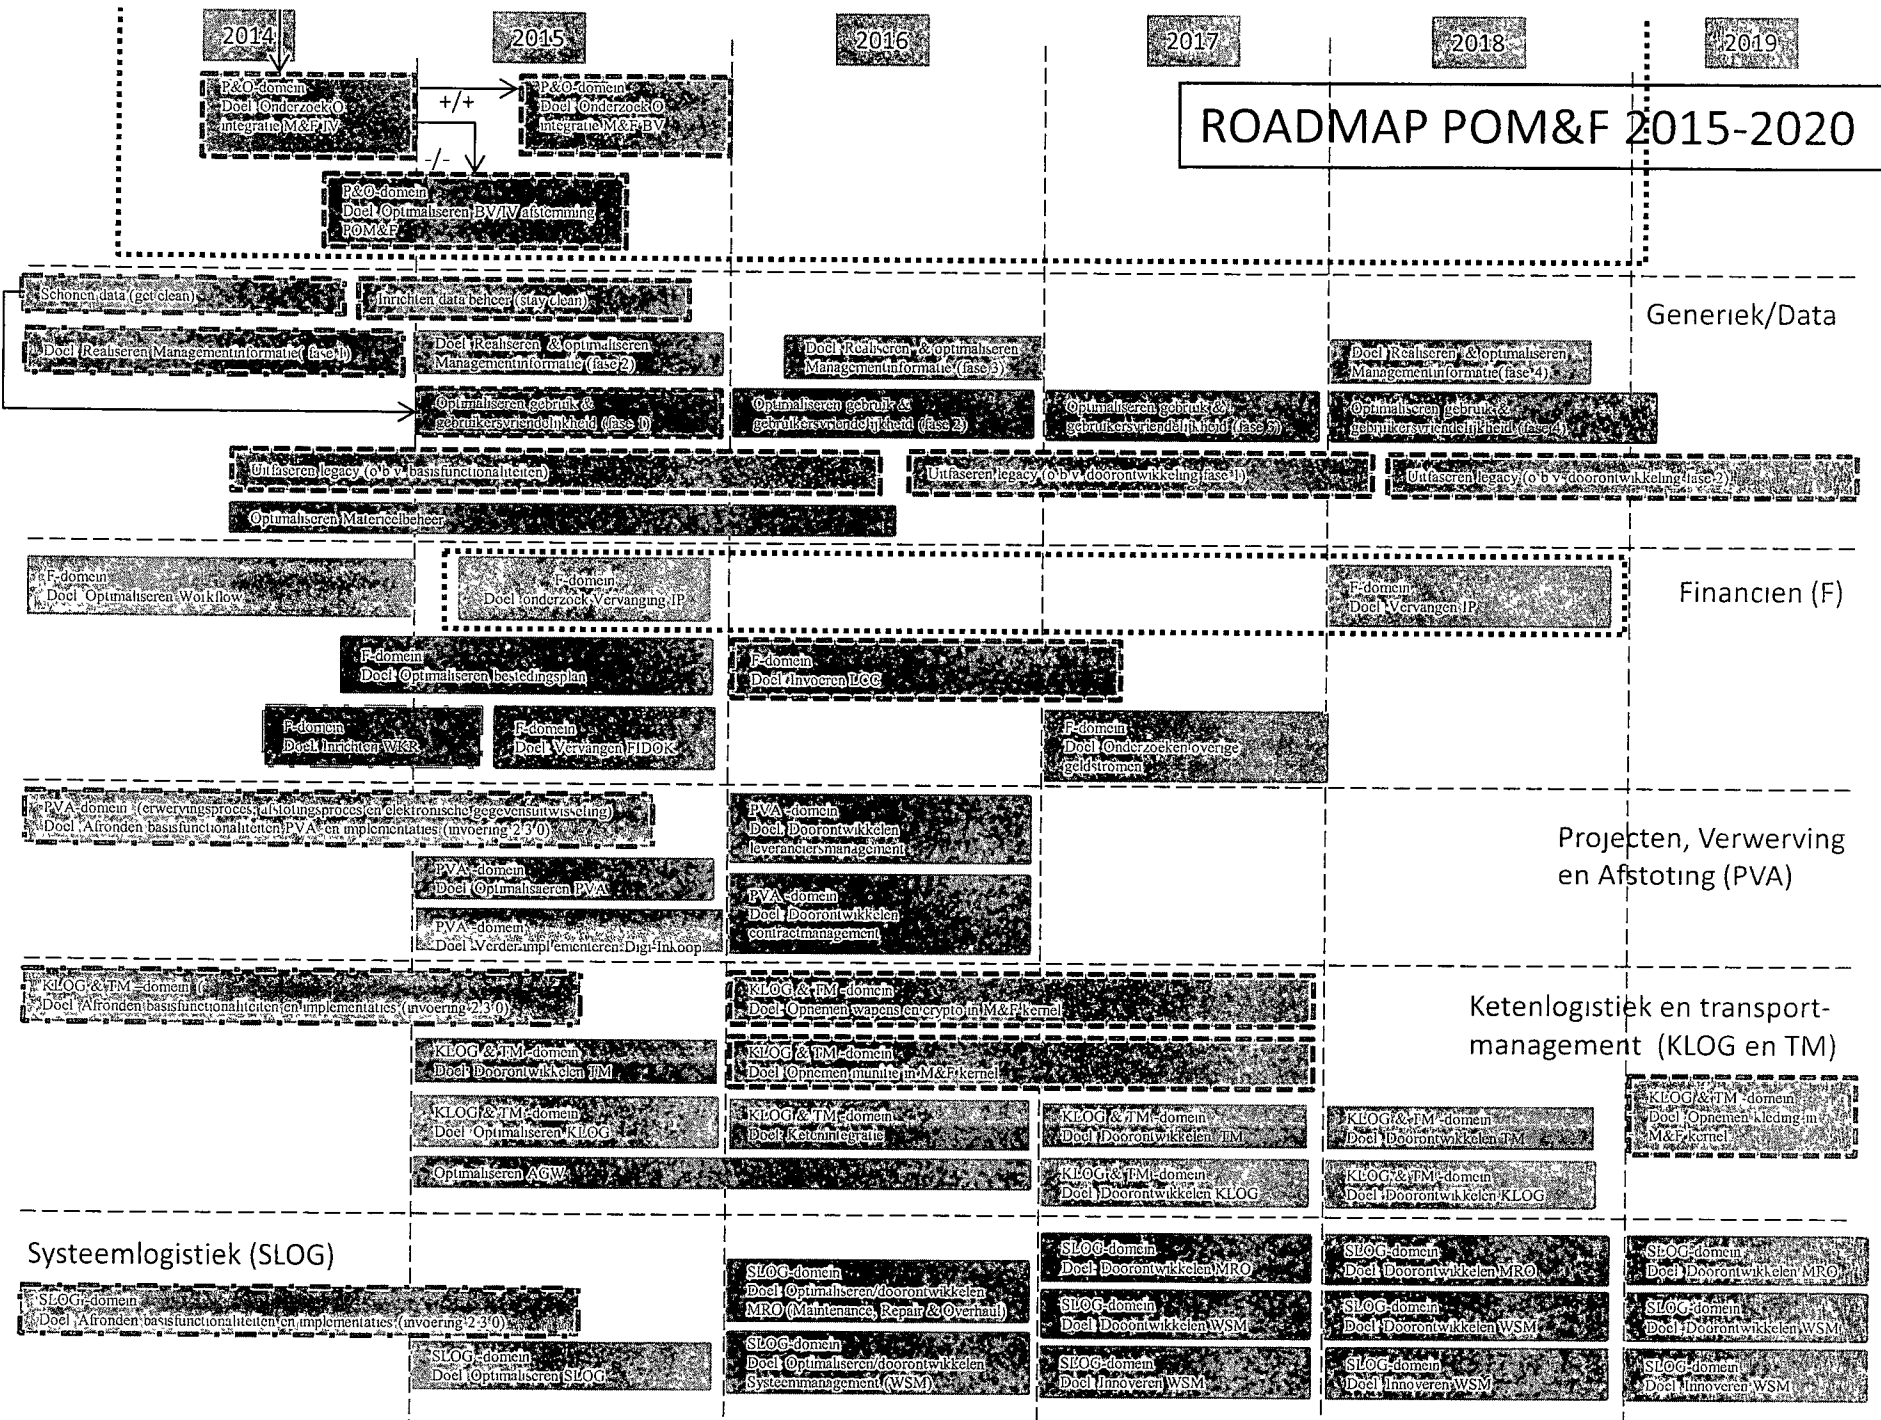 2014
2015
2016
2017
2018
2019
ROADMAP POM&F 2015-2020
P&O-domein
Doel Onderzoek O
integratie M&F IV
+/+
-/-
P&O-domein
Doel Onderzoek O
integratie M&F BV
P&O-domein
Doel Optimaliseren BV/IV afstemming
POM&F
Generiek/Data
Schonen data (get clean)
Inrichten data beheer (stay clean)
Doel Realiseren Managementinformatie( fase 1)
Doel Realiseren & optimaliseren
Managementinformatie (fase 2)
Doel Realiseren & optimaliseren
Managementinformatie (fase 3)
Doel Realiseren & optimaliseren
Managementinformatie(fase 4)
Optimaliseren gebruik &
gebruikersvriendelijkheid (fase 1)
Optimaliseren gebruik &
gebruikersvriendelijkheid (fase 2)
Optimaliseren gebruik &
gebruikersvriendelijkheid (fase 3)
Optimaliseren gebruik &
gebruikersvriendelijkheid (fase 4)
Uitfaseren legacy (o b v basisfunctionaliteiten)
Uitfaseren legacy (o b v doorontwikkeling fase 1)
Uitfaseren legacy (o b v doorontwikkeling fase 2)
Optimaliseren Materieelbeheer
Financien (F)
F-domein
Doel Optimaliseren Workflow
F-domein
Doel onderzoek Vervanging IP
F-domein
Doel Vervangen IP
F-domein
Doel Optimaliseren bestedingsplan
F-domein
Doel Invoeren LCC
F-domein
Doel Inrichten WKR
F-domein
Doel Vervangen FIDOK
F-domein
Doel Onderzoeken overige
geldstromen
Projecten, Verwerving
en Afstoting (PVA)
PVA-domein (erwervingsproces, afstotingsproces en elektronische gegevensuitwisseling)
Doel Afronden basisfunctionaliteiten PVA en implementaties (invoering 2 3 0)
PVA -domein
Doel Doorontwikkelen
leveranciersmanagement
PVA -domein
Doel Optimalisaeren PVA
PVA -domein
Doel Doorontwikkelen
contractmanagement
PVA -domein
Doel Verder implementeren Digi-Inkoop
Ketenlogistiek en transport-
management (KLOG en TM)
KLOG & TM -domein (
Doel Afronden basisfunctionaliteiten en implementaties (invoering 2,3 0)
KLOG & TM -domein
Doel Opnemen wapens en crypto in M&F kernel
KLOG & TM -domein
Doel Doorontwikkelen TM
KLOG & TM -domein
Doel Opnemen munitie in M&F kernel
KLOG & TM -domein
Doel Optimaliseren KLOG
KLOG & TM -domein
Doel Ketenintegratie
KLOG & TM -domein
Doel Doorontwikkelen TM
KLOG & TM -domein
Doel Doorontwikkelen TM
KLOG & TM -domein
Doel Opnemen kleding in
M&F kernel
Optimaliseren AGW
KLOG & TM -domein
Doel Doorontwikkelen KLOG
KLOG & TM -domein
Doel Doorontwikkelen KLOG
Systeemlogistiek (SLOG)
SLOG -domein
Doel Afronden basisfunctionaliteiten en implementaties (invoering 2 3 0)
SLOG -domein
Doel Optimaliseren SLOG
SLOG-domein
Doel Optimaliseren/doorontwikkelen
MRO (Maintenance, Repair & Overhaul)
SLOG-domein
Doel Optimaliseren/doorontwikkelen
Systeemmanagement (WSM)
SLOG-domein
Doel Doorontwikkelen MRO
SLOG-domein
Doel Doorontwikkelen MRO
SLOG-domein
Doel Doorontwikkelen MRO
SLOG-domein
Doel Doorontwikkelen WSM
SLOG-domein
Doel Doorontwikkelen WSM
SLOG-domein
Doel Doorontwikkelen WSM
SLOG-domein
Doel Innoveren WSM
SLOG-domein
Doel Innoveren WSM
SLOG-domein
Doel Innoveren WSM